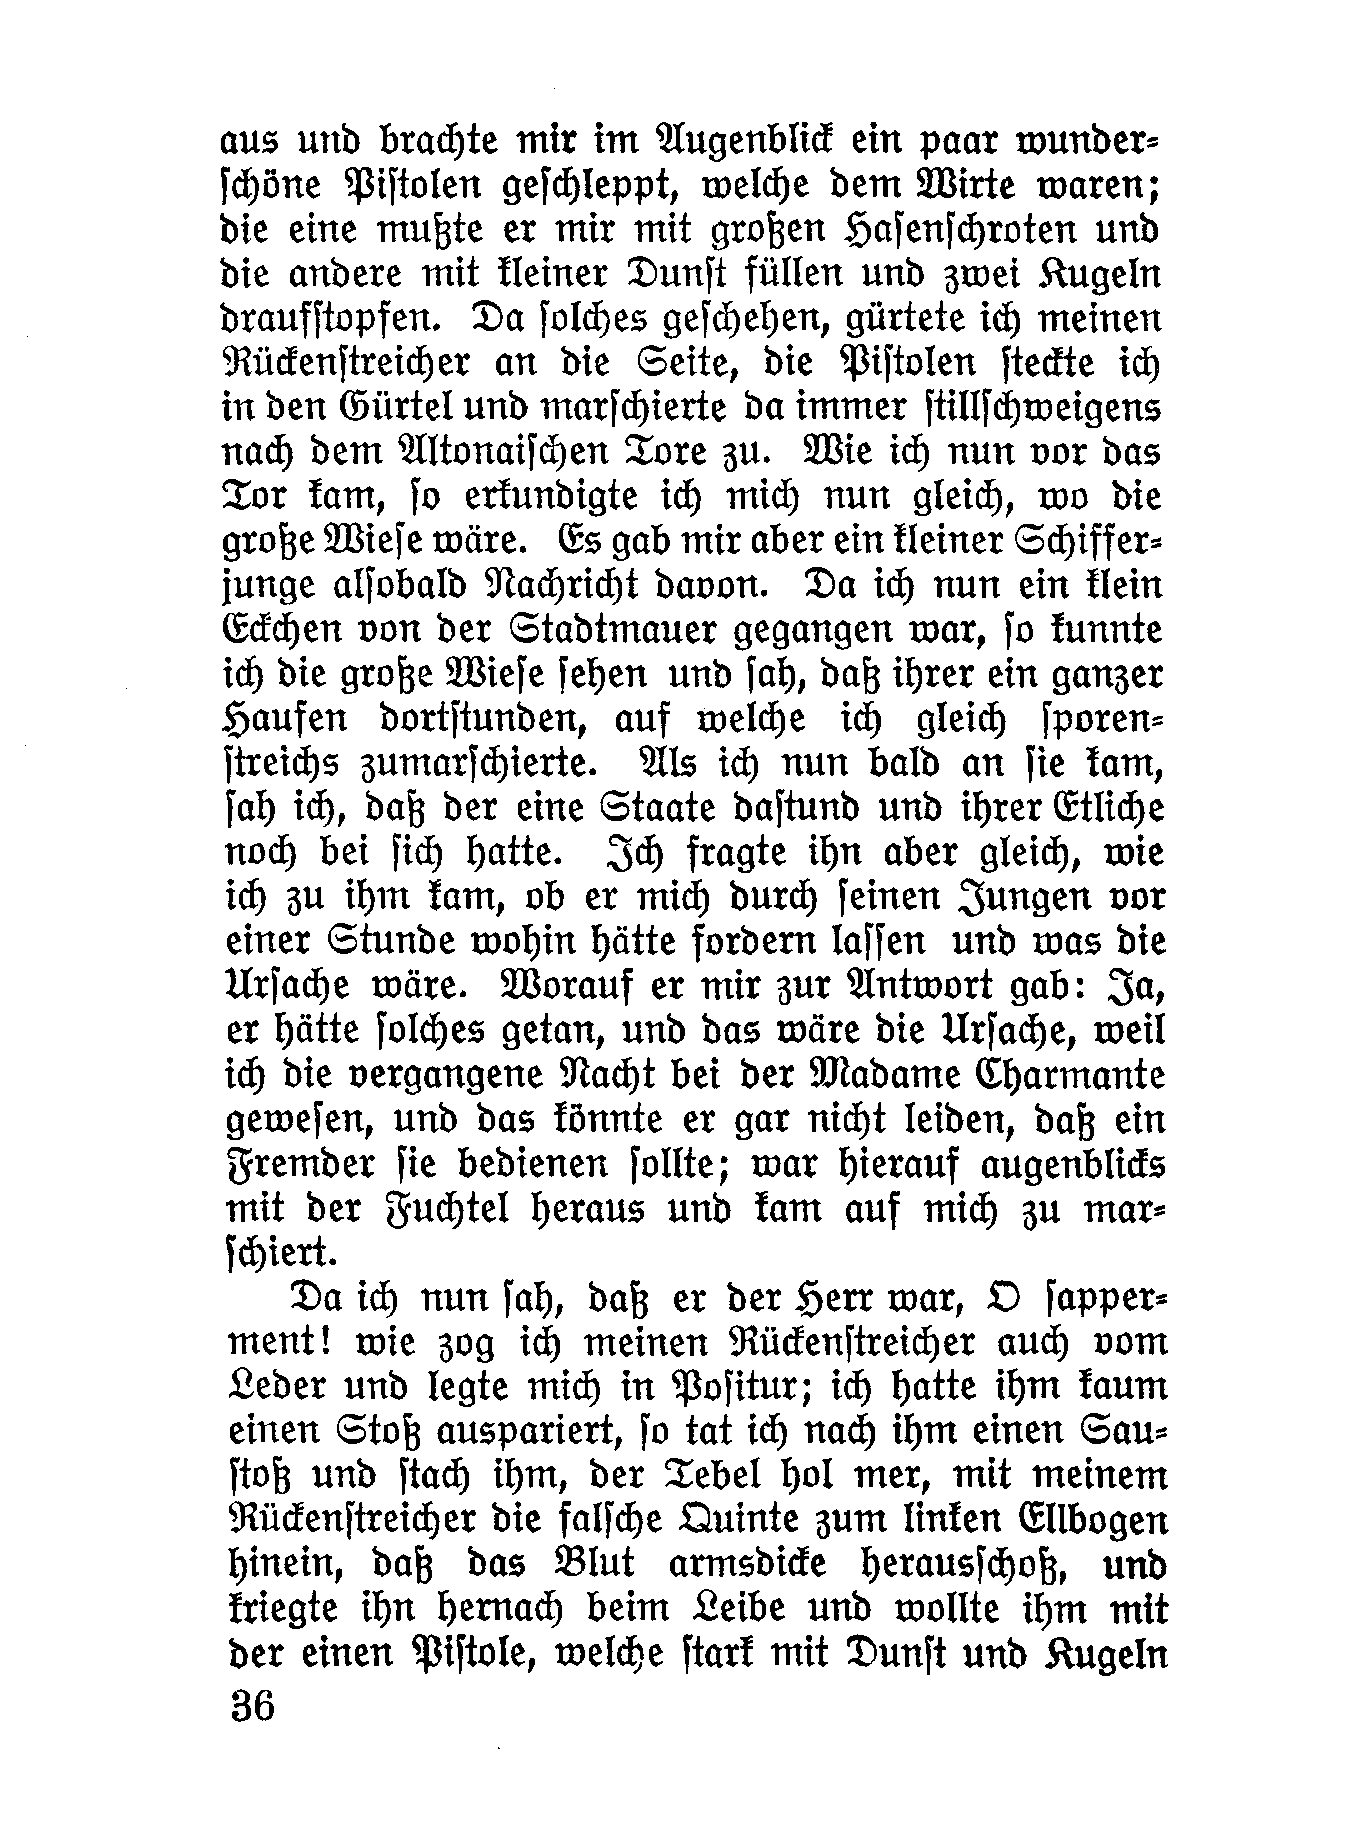 aus und brachte mir im Augenblick ein paar wunder=
ſchöne Piſtolen geſchleppt, welche dem Wirte waren;
die eine mußte er mir mit großen Haſenſchroten und
die andere mit kleiner Dunſt füllen und zwei Kugeln
draufſtopfen. Da ſolches geſchehen, gürtete ich meinen
Rückenſtreicher an die Seite, die Piſtolen ſteckte ich
in den Gürtel und marſchierte da immer ſtillſchweigens
nach dem Altonaiſchen Tore zu. Wie ich nun vor das
Tor kam, ſo erkundigte ich mich nun gleich, wo die
große Wieſe wäre. Es gab mir aber ein kleiner Schiffer=
junge alſobald Nachricht davon. Da ich nun ein klein
Eckchen von der Stadtmauer gegangen war, ſo kunnte
ich die große Wieſe ſehen und ſah, daß ihrer ein ganzer
Haufen dortſtunden, auf welche ich gleich ſporen=
ſtreichs zumarſchierte. Als ich nun bald an ſie kam,
ſah ich, daß der eine Staate daſtund und ihrer Etliche
noch bei ſich hatte. Ich fragte ihn aber gleich, wie
ich zu ihm kam, ob er mich durch ſeinen Jungen vor
einer Stunde wohin hätte fordern laſſen und was die
Urſache wäre. Worauf er mir zur Antwort gab: Ja,
er hätte ſolches getan, und das wäre die Urſache, weil
ich die vergangene Nacht bei der Madame Charmante
geweſen, und das könnte er gar nicht leiden, daß ein
Fremder ſie bedienen ſollte; war hierauf augenblicks
mit der Fuchtel heraus und kam auf mich zu mar=
ſchiert.
Da ich nun ſah, daß er der Herr war, O ſapper=
ment! wie zog ich meinen Rückenſtreicher auch vom
Leder und legte mich in Poſitur; ich hatte ihm kaum
einen Stoß auspariert, ſo tat ich nach ihm einen Sau=
ſtoß und ſtach ihm, der Tebel hol mer, mit meinem
Rückenſtreicher die falſche Quinte zum linken Ellbogen
hinein, daß das Blut armsdicke herausſchoß, und
kriegte ihn hernach beim Leibe und wollte ihm mit
der einen Piſtole, welche ſtark mit Dunſt und Kugeln
36